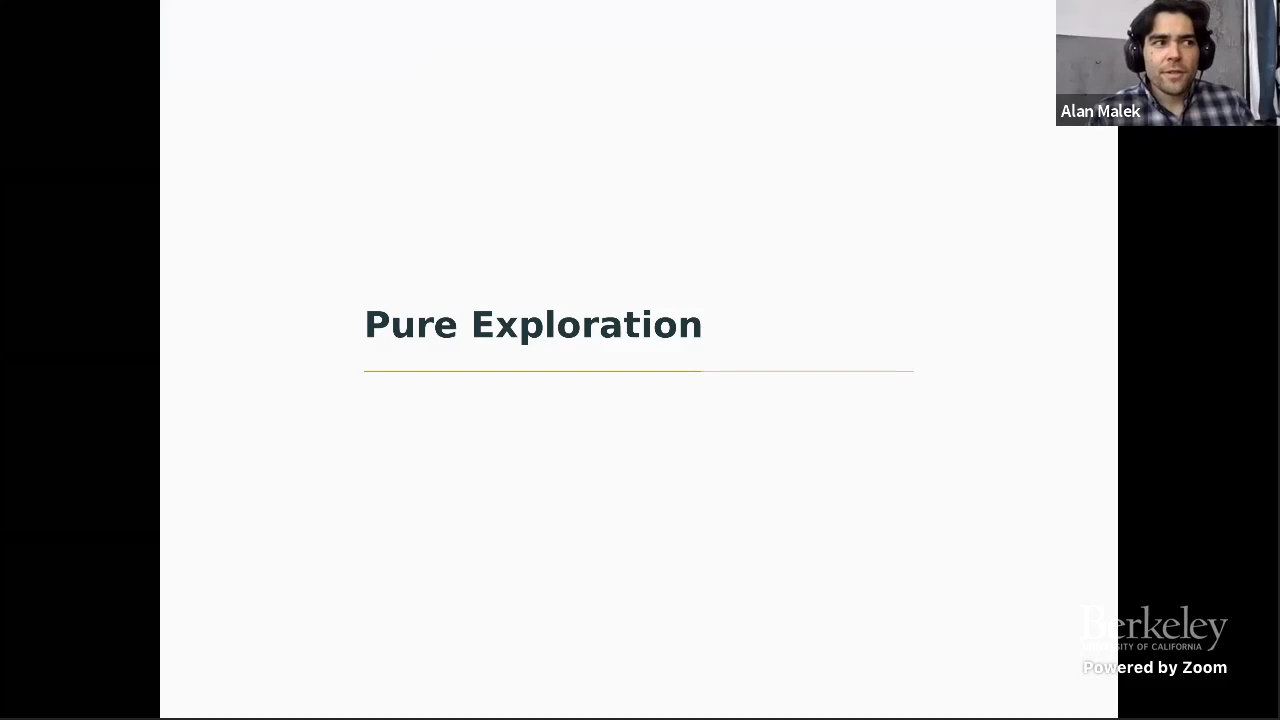 Alan Malek
Pure Exploration
Berkeley
UNIVERSITY OF CALIFORNIA
Powered by Zoom